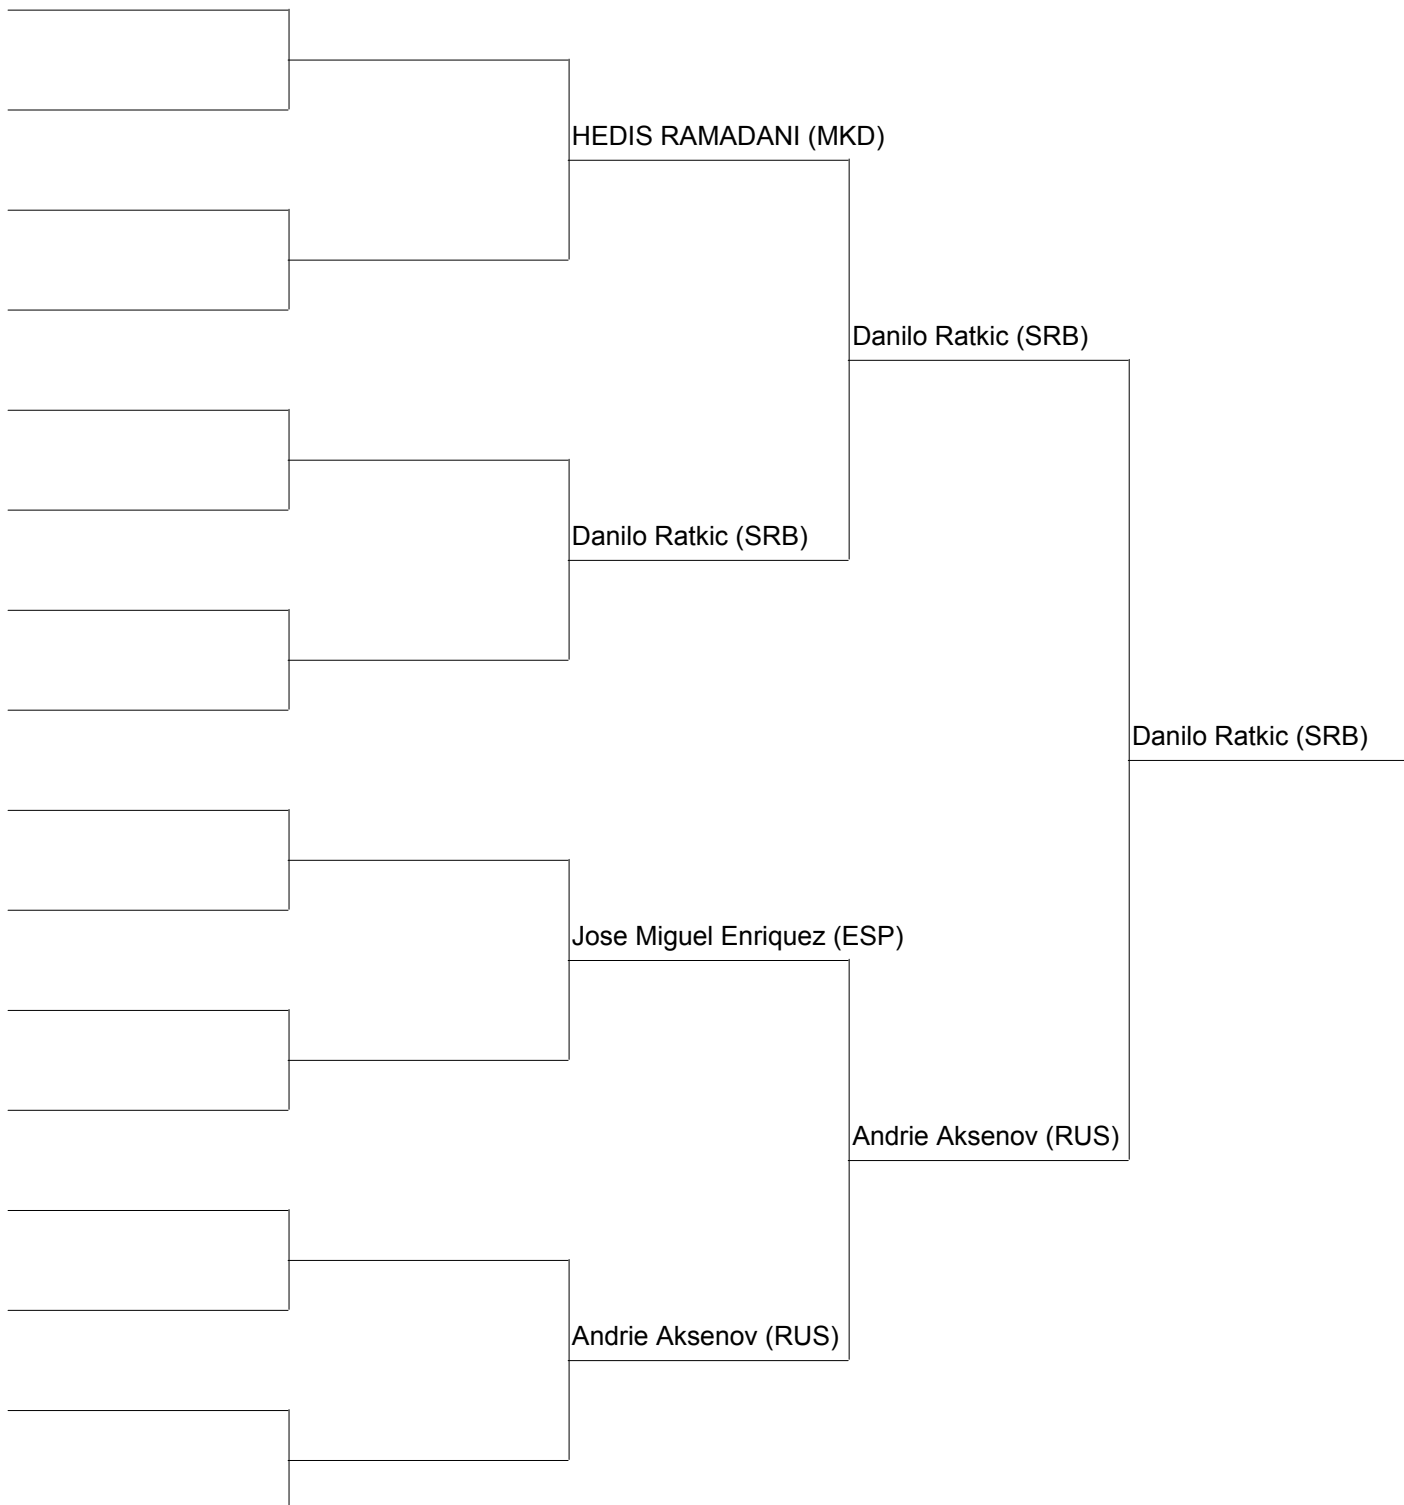 HEDIS RAMADANI (MKD)
Danilo Ratkic (SRB)
Danilo Ratkic (SRB)
Danilo Ratkic (SRB)
Jose Miguel Enriquez (ESP)
Andrie Aksenov (RUS)
Andrie Aksenov (RUS)